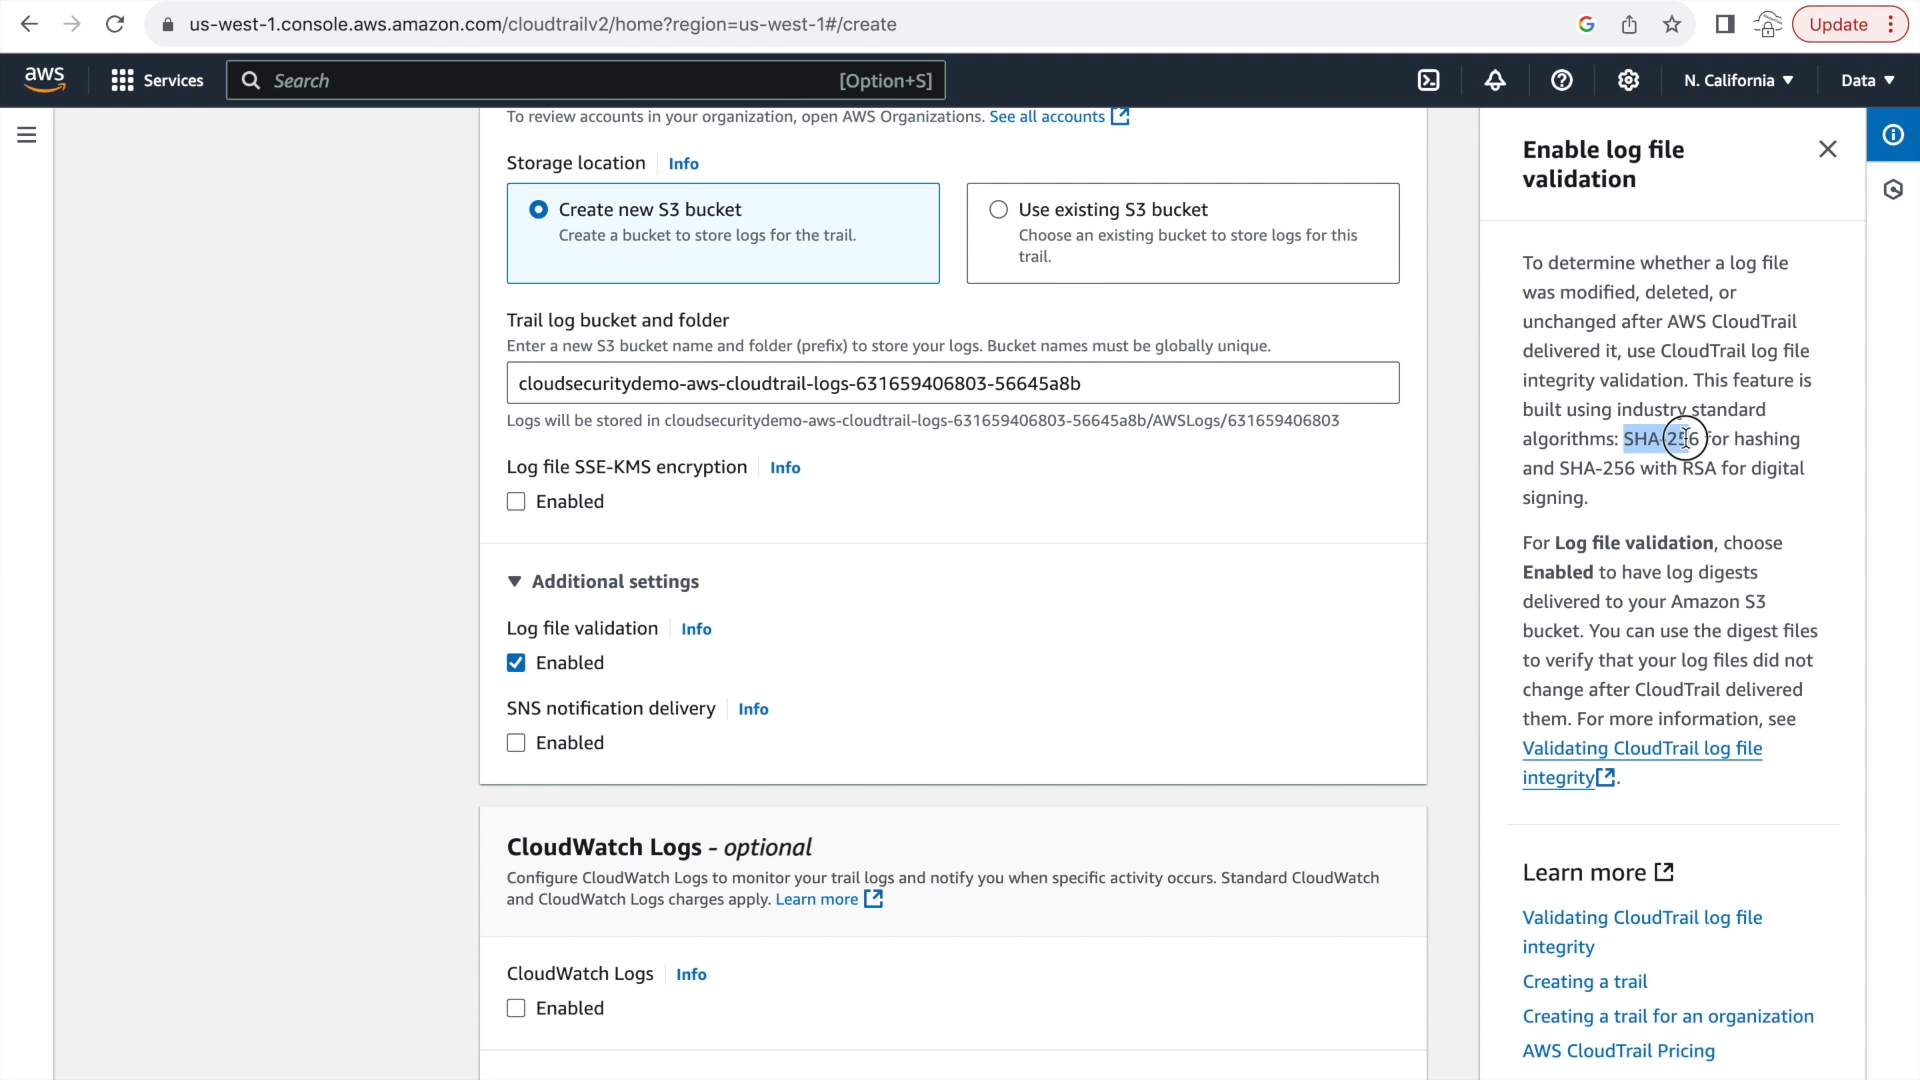 us-west-1.console.aws.amazon.com/cloudtrailv2/home?region=us-west-1#/create
Update
aws
Services
Search
[Option+S]
N. California
Data
To review accounts in your organization, open AWS Organizations. See all accounts
Storage location
Info
Create new S3 bucket
Create a bucket to store logs for the trail.
Use existing S3 bucket
Choose an existing bucket to store logs for this
trail.
Trail log bucket and folder
Enter a new S3 bucket name and folder (prefix) to store your logs. Bucket names must be globally unique.
cloudsecuritydemo-aws-cloudtrail-logs-631659406803-56645a8b
Logs will be stored in cloudsecuritydemo-aws-cloudtrail-logs-631659406803-56645a8b/AWSLogs/631659406803
Log file SSE-KMS encryption
Info
Enabled
Additional settings
Log file validation
Info
Enabled
SNS notification delivery
Info
Enabled
CloudWatch Logs - optional
Configure CloudWatch Logs to monitor your trail logs and notify you when specific activity occurs. Standard CloudWatch
and CloudWatch Logs charges apply. Learn more
CloudWatch Logs
Info
Enabled
Enable log file
validation
To determine whether a log file
was modified, deleted, or
unchanged after AWS CloudTrail
delivered it, use CloudTrail log file
integrity validation. This feature is
built using industry standard
algorithms: SHA-256 for hashing
and SHA-256 with RSA for digital
signing.
For Log file validation, choose
Enabled to have log digests
delivered to your Amazon S3
bucket. You can use the digest files
to verify that your log files did not
change after CloudTrail delivered
them. For more information, see
Validating CloudTrail log file
integrity.
Learn more
Validating CloudTrail log file
integrity
Creating a trail
Creating a trail for an organization
AWS CloudTrail Pricing